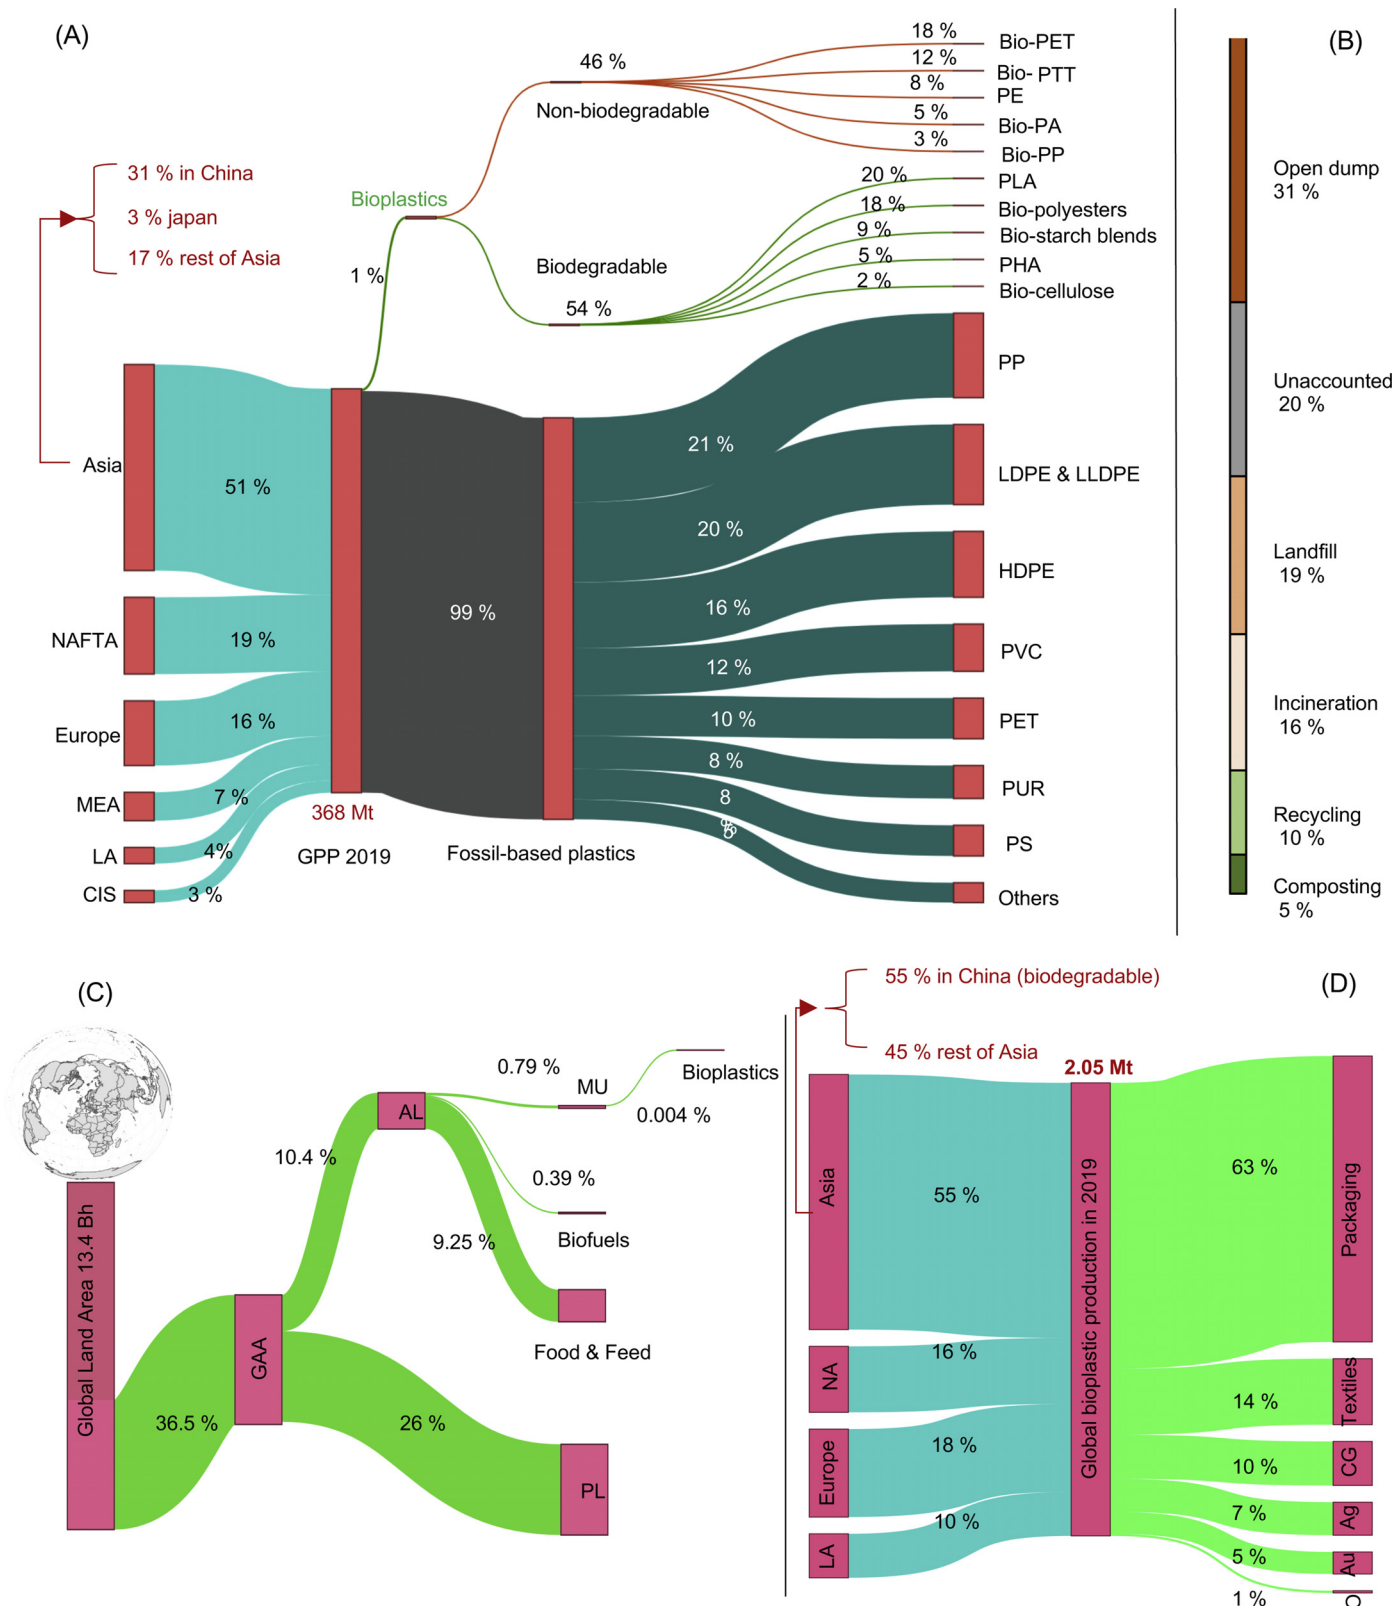 (A)
18 %
Bio-PET
12 %
Bio- PTT
8 %
PE
5 %
Bio-PA
3 %
Bio-PP
46 %
Non-biodegradable
20 %
PLA
18 %
Bio-polyesters
9 %
Bio-starch blends
5 %
PHA
2 %
Bio-cellulose
Biodegradable
54 %
Bioplastics
1 %
31 % in China
3 % japan
17 % rest of Asia
Asia
51 %
NAFTA
19 %
Europe
16 %
MEA
7 %
LA
4%
CIS
3 %
368 Mt
GPP 2019
99 %
Fossil-based plastics
21 %
PP
20 %
LDPE & LLDPE
16 %
HDPE
12 %
PVC
10 %
PET
8 %
PUR
8
PS
Others
(B)
Open dump
31 %
Unaccounted
20 %
Landfill
19 %
Incineration
16 %
Recycling
10 %
Composting
5 %
(C)
Global Land Area 13.4 Bh
36.5 %
GAA
10.4 %
AL
0.79 %
MU
Bioplastics
0.004 %
0.39 %
Biofuels
9.25 %
Food & Feed
26 %
PL
(D)
55 % in China (biodegradable)
45 % rest of Asia
2.05 Mt
Asia
55 %
NA
16 %
Europe
18 %
LA
10 %
Global bioplastic production in 2019
63 %
Packaging
14 %
Textiles
10 %
CG
7 %
Ag
5 %
Au
1 %